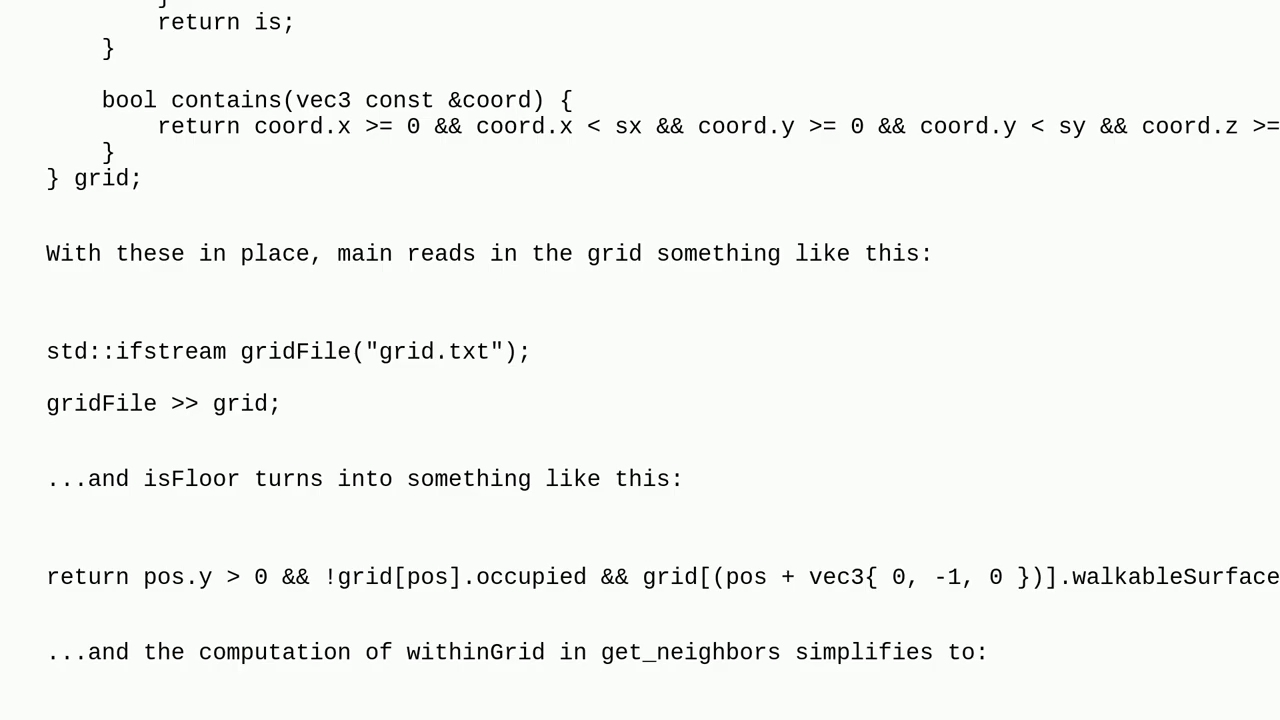 }
return is;
}
bool contains(vec3 const &coord) {
return coord.x >= 0 && coord.x < sx && coord.y >= 0 && coord.y < sy && coord.z >=
}
} grid;
With these in place, main reads in the grid something like this:
std::ifstream gridFile("grid.txt");
gridFile >> grid;
...and isFloor turns into something like this:
return pos.y > 0 && !grid[pos].occupied && grid[(pos + vec3{ 0, -1, 0 })].walkableSurface
...and the computation of withinGrid in get_neighbors simplifies to: